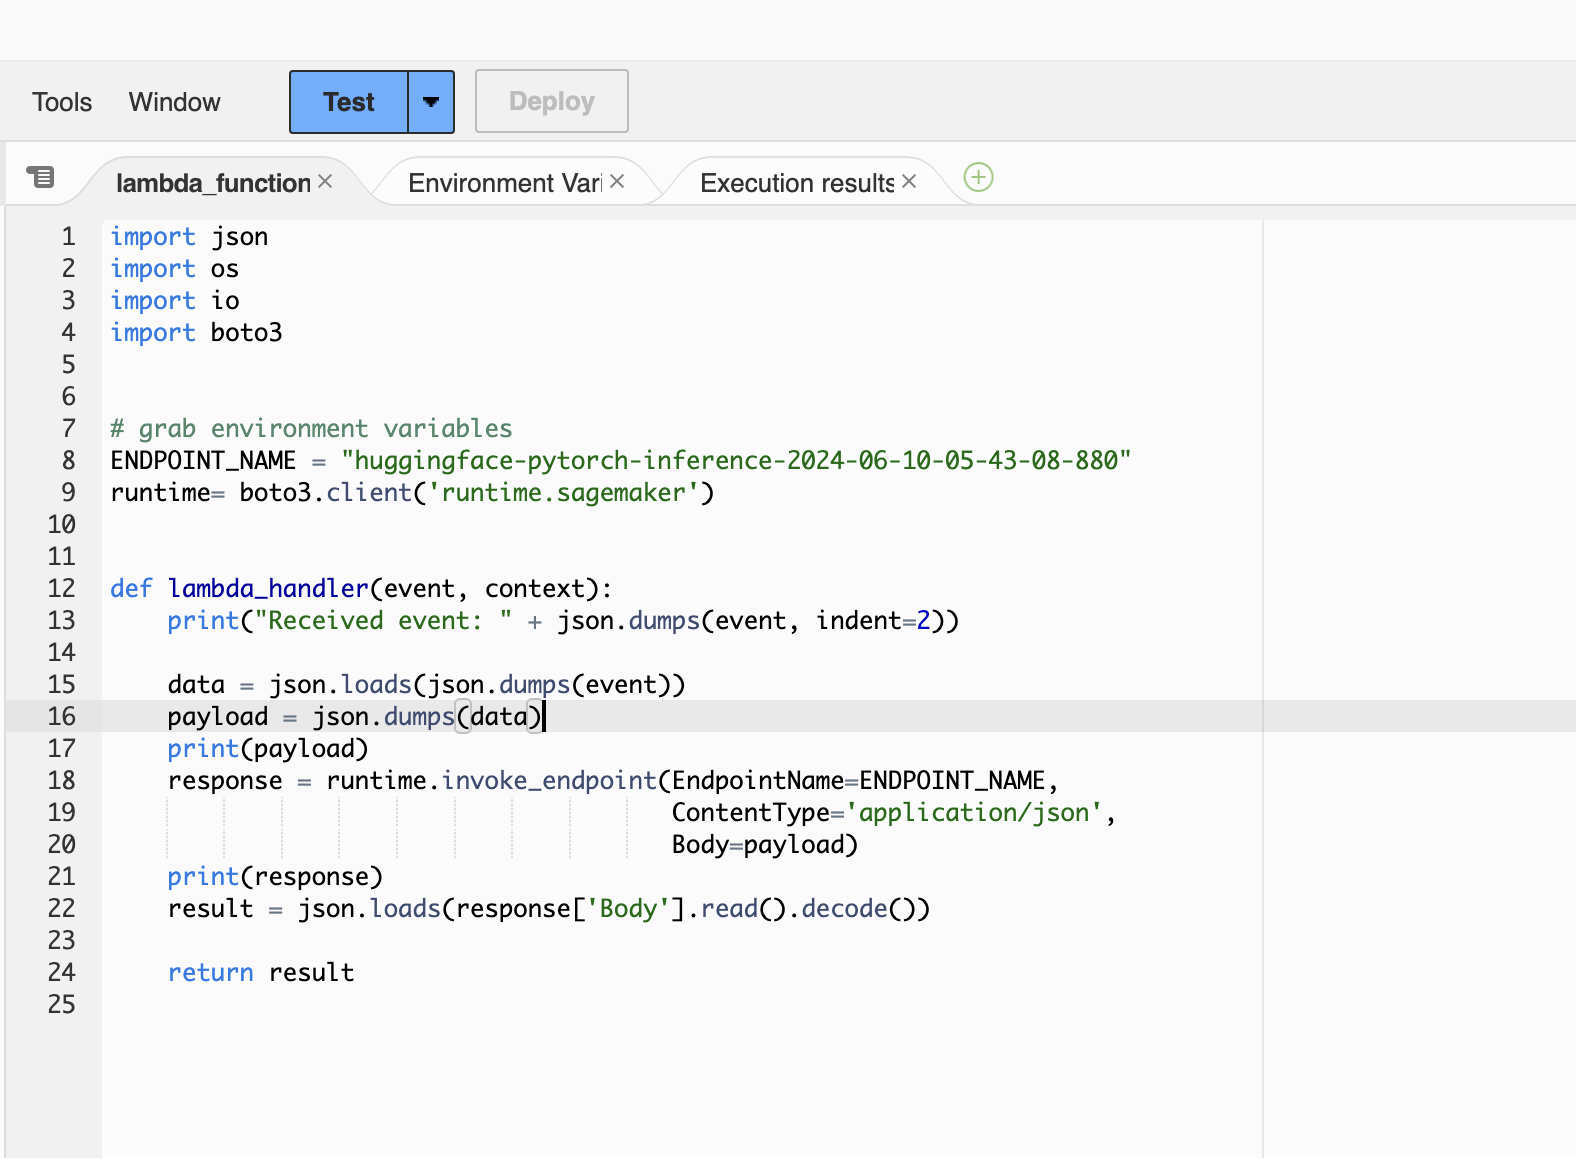 Tools Window Test Deploy
lambda_function Environment Vari Execution results
1 import json
2 import os
3 import io
4 import boto3
5
6
7 # grab environment variables
8 ENDPOINT_NAME = "huggingface-pytorch-inference-2024-06-10-05-43-08-880"
9 runtime= boto3.client('runtime.sagemaker')
10
11
12 def lambda_handler(event, context):
13     print("Received event: " + json.dumps(event, indent=2))
14
15     data = json.loads(json.dumps(event))
16     payload = json.dumps(data)
17     print(payload)
18     response = runtime.invoke_endpoint(EndpointName=ENDPOINT_NAME,
19                                        ContentType='application/json',
20                                        Body=payload)
21     print(response)
22     result = json.loads(response['Body'].read().decode())
23
24     return result
25